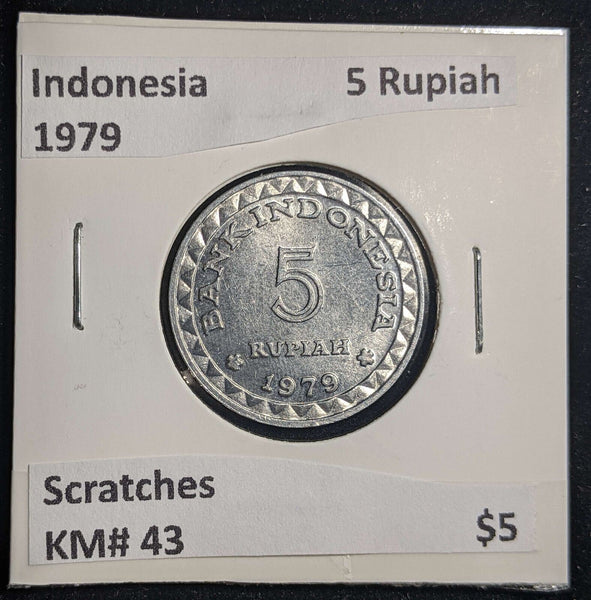 Indonesia 5 Rupiah
1979
BANK INDONESIA
5
RUPIAH
1979
Scratches
KM# 43 $5